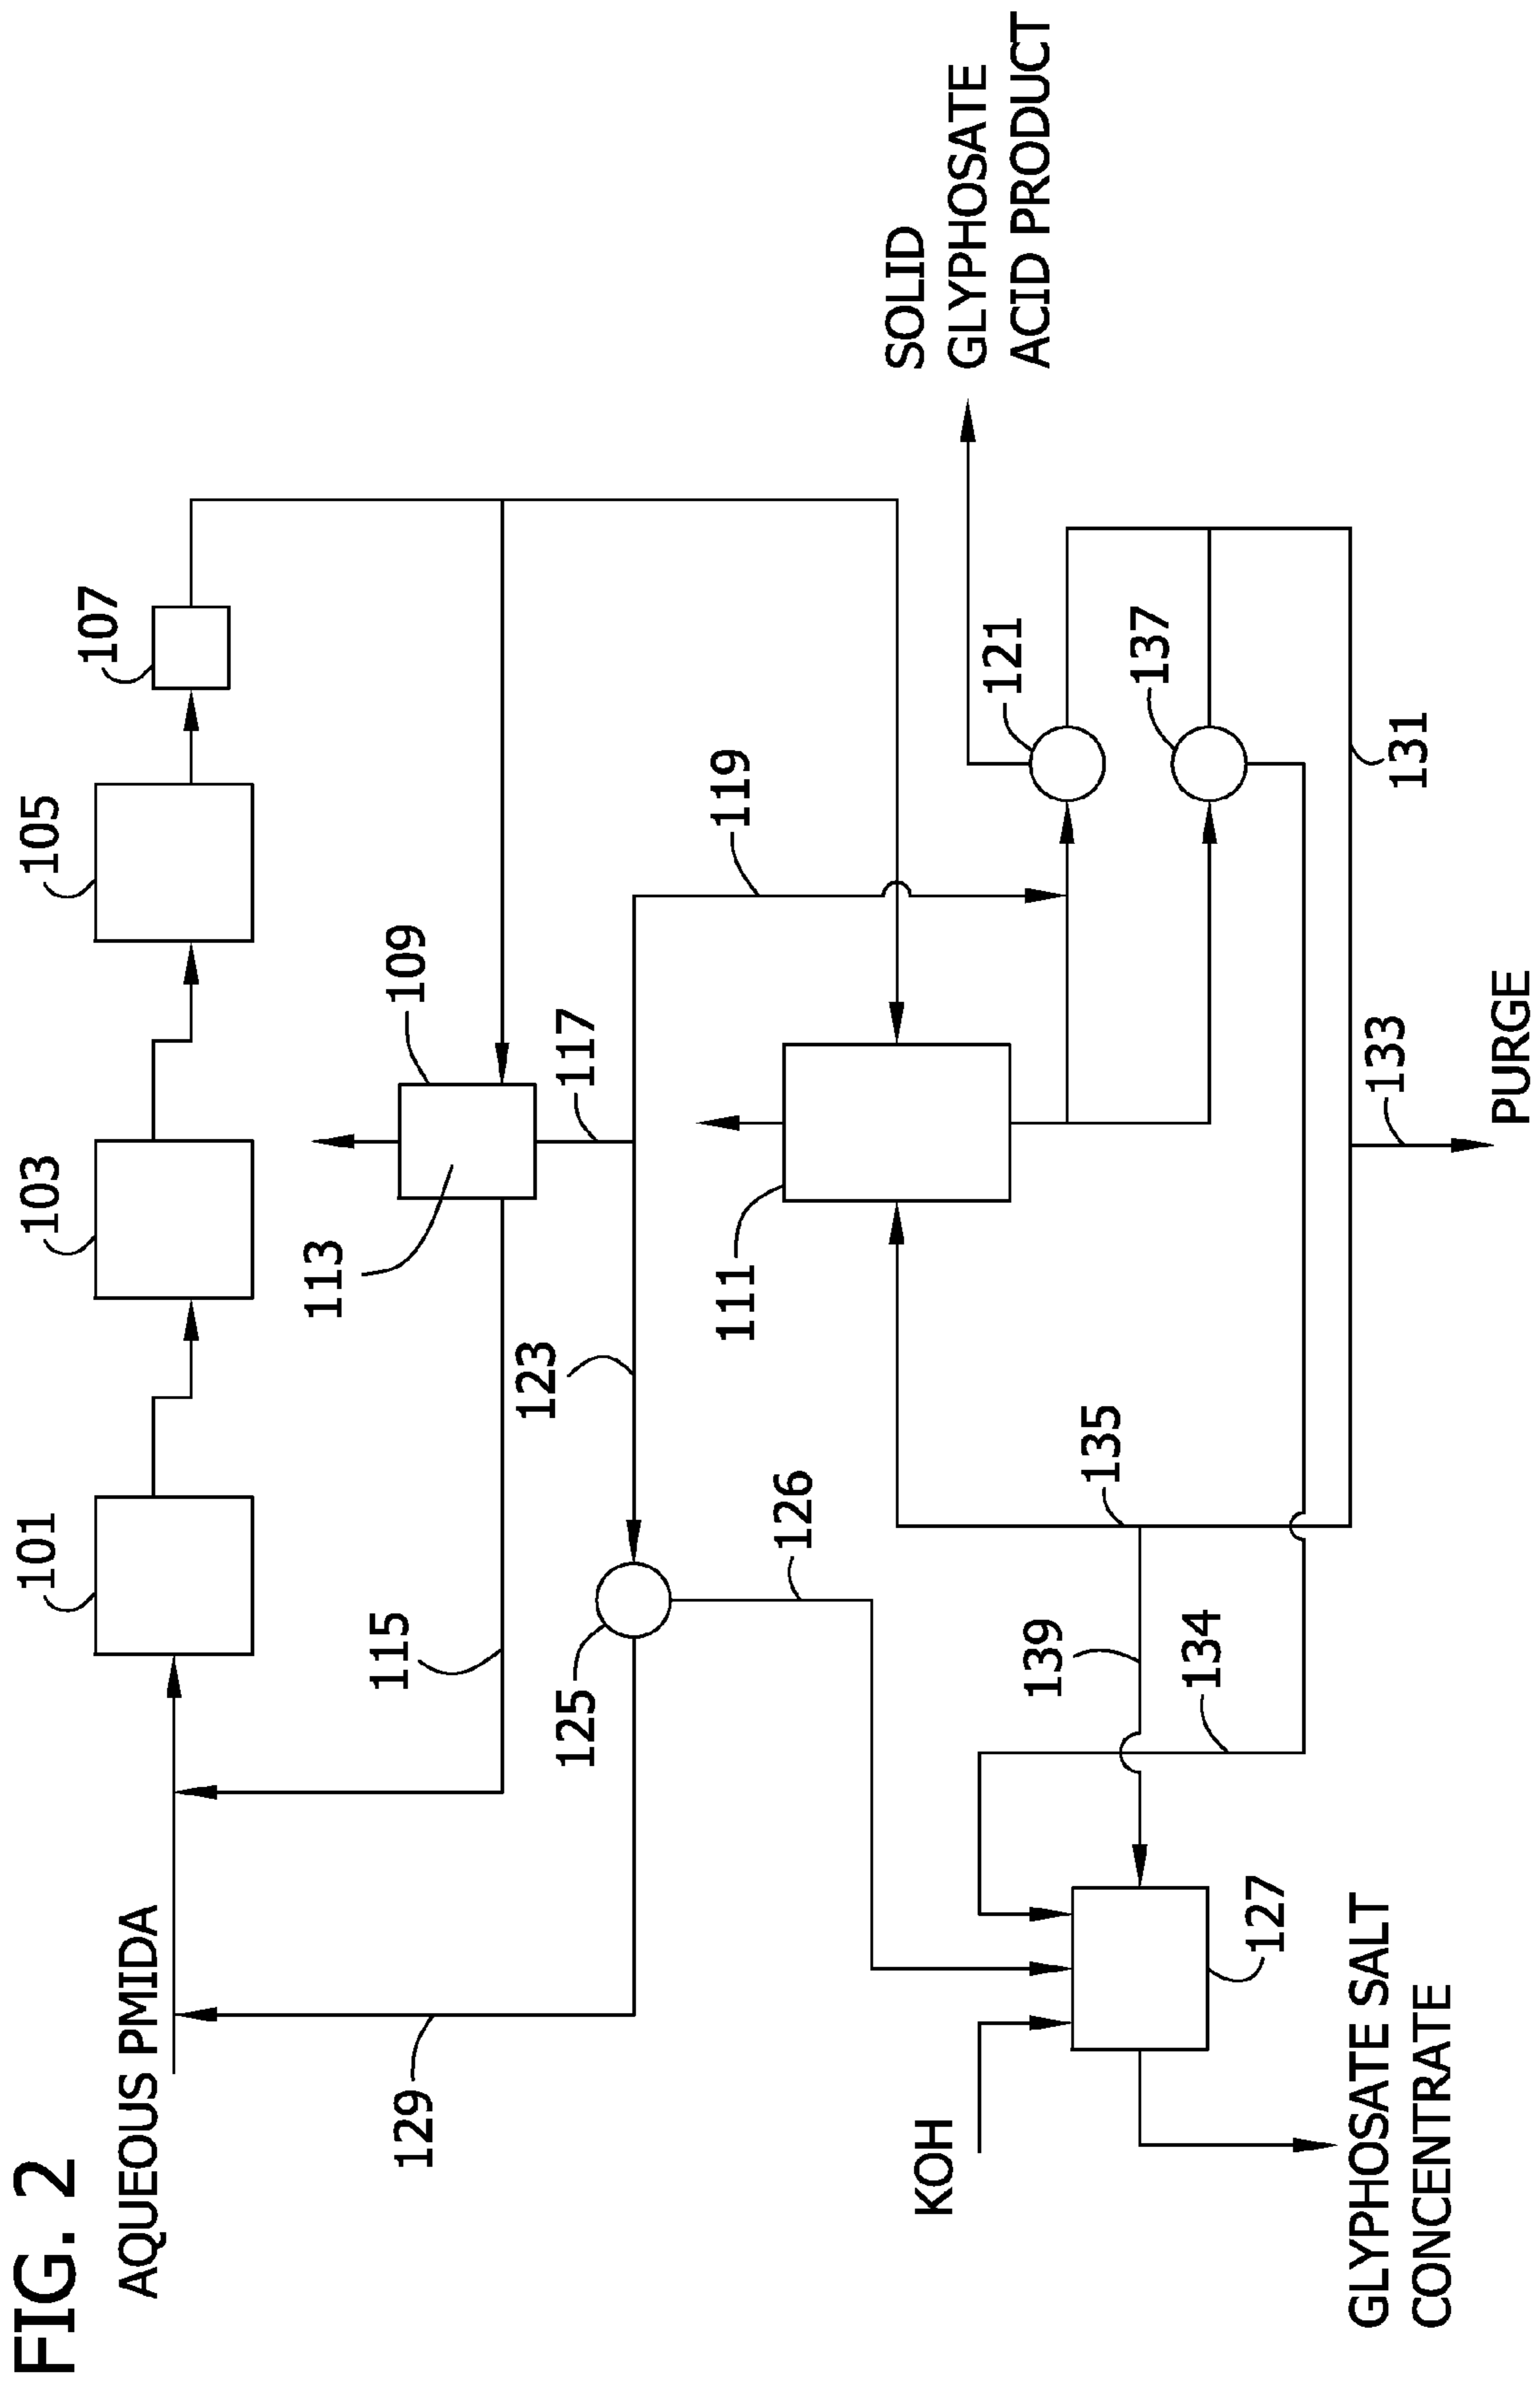 FIG. 2
AQUEOUS PMIDA
101
103
105
107
129
115
113
109
125
123
117
126
111
119
SOLID
GLYPHOSATE
ACID PRODUCT
KOH
139
135
121
134
137
127
133
131
GLYPHOSATE SALT
CONCENTRATE
PURGE